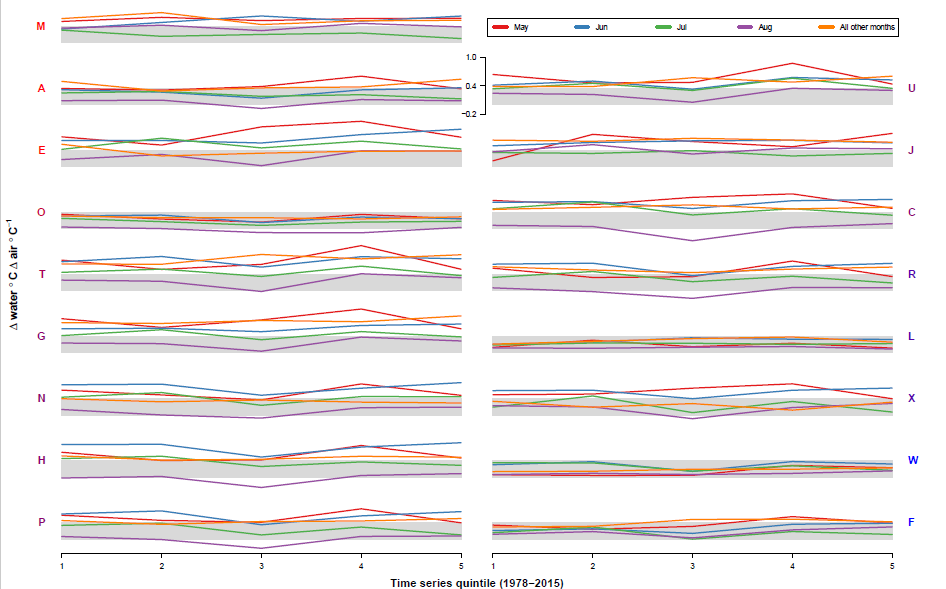 May Jun Jul Aug All other months
M
A
E
O
T
G
N
H
P
1.0
0.4
−0.2
U
J
C
R
L
X
W
F
Δ water ° C Δ air ° C⁻¹
1 2 3 4 5
1 2 3 4 5
Time series quintile (1978−2015)